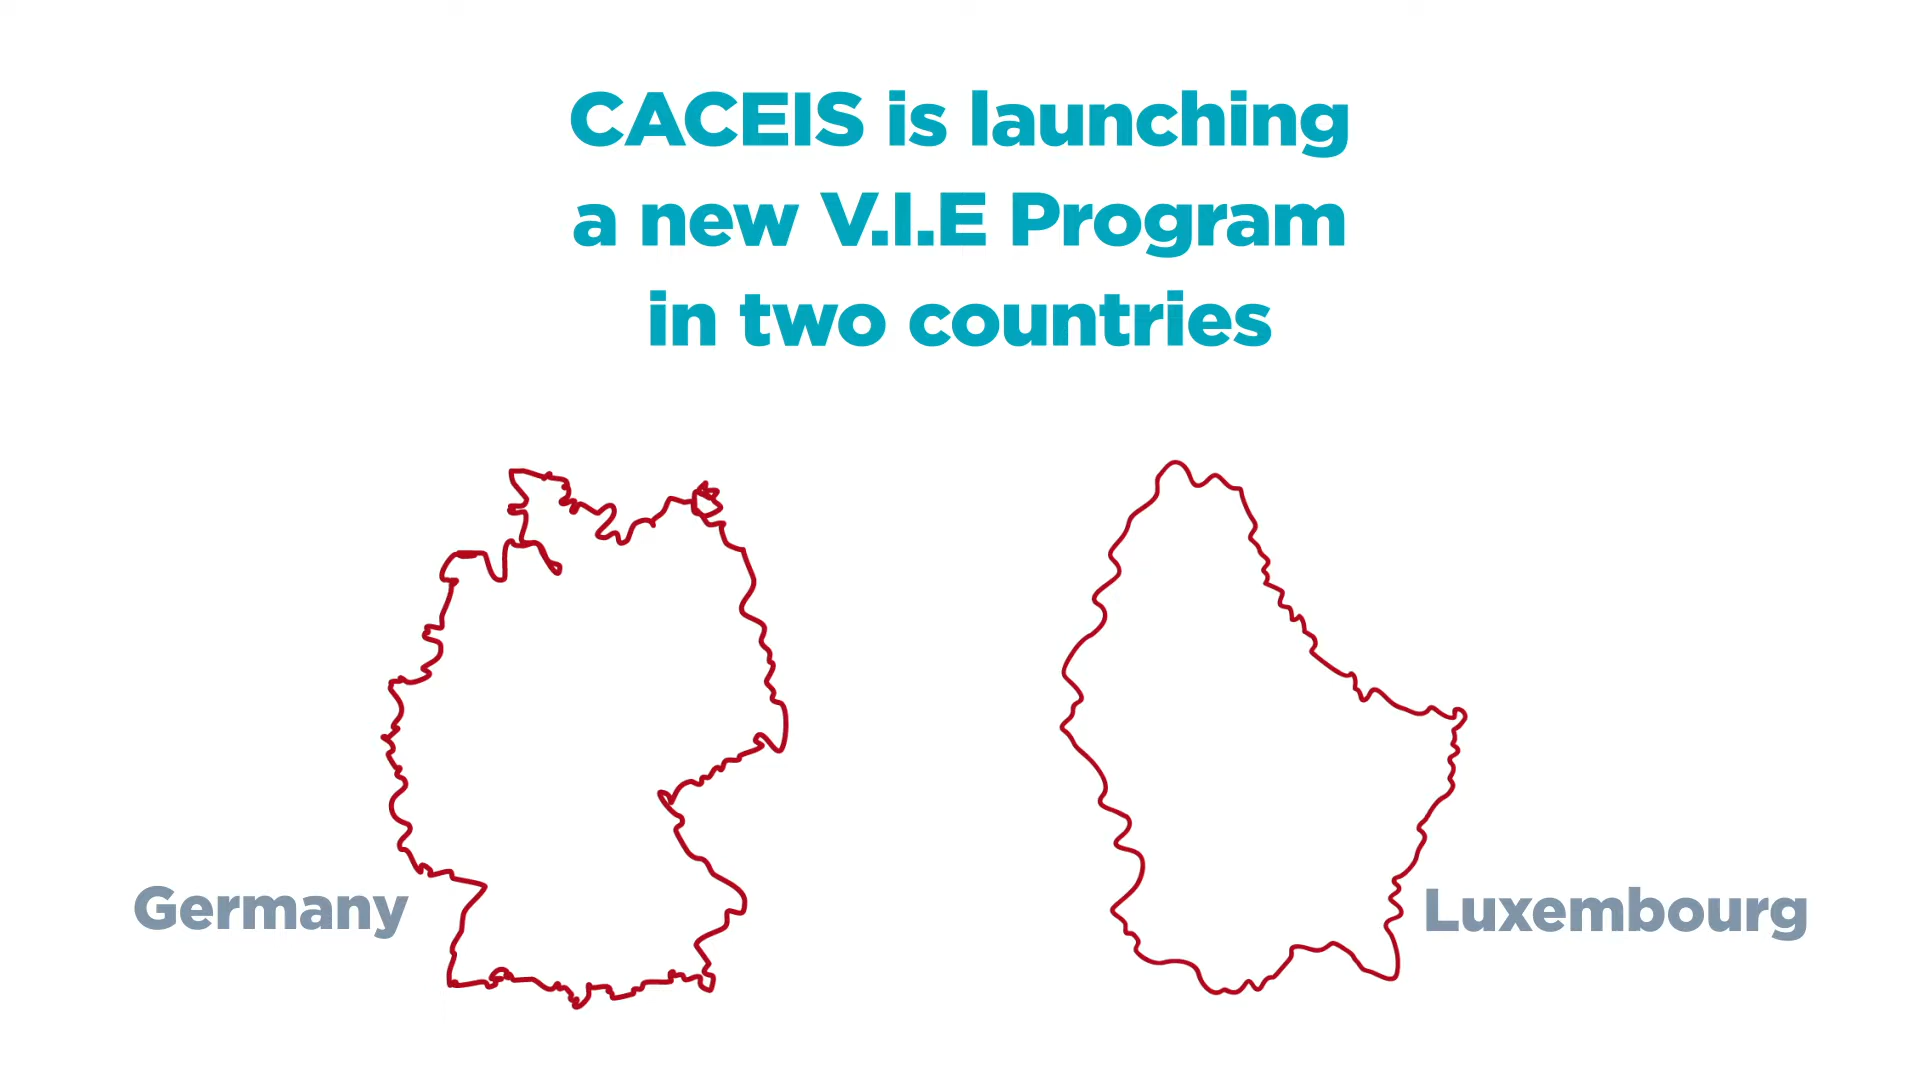 CACEIS is launching
a new V.I.E Program
in two countries
Germany
Luxembourg